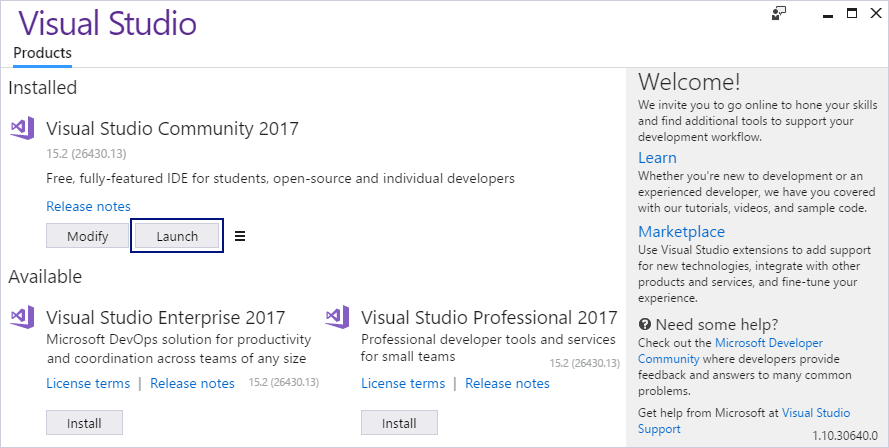 Visual Studio
Products
Installed
Visual Studio Community 2017
15.2 (26430.13)
Free, fully-featured IDE for students, open-source and individual developers
Release notes
Modify
Launch
Available
Visual Studio Enterprise 2017
Microsoft DevOps solution for productivity
and coordination across teams of any size
License terms | Release notes
15.2 (26430.13)
Install
Visual Studio Professional 2017
Professional developer tools and services
for small teams
15.2 (26430.13)
License terms | Release notes
Install
Welcome!
We invite you to go online to hone your skills
and find additional tools to support your
development workflow.
Learn
Whether you're new to development or an
experienced developer, we have you covered
with our tutorials, videos, and sample code.
Marketplace
Use Visual Studio extensions to add support
for new technologies, integrate with other
products and services, and fine-tune your
experience.
Need some help?
Check out the Microsoft Developer
Community where developers provide
feedback and answers to many common
problems.
Get help from Microsoft at Visual Studio
Support
1.10.30640.0